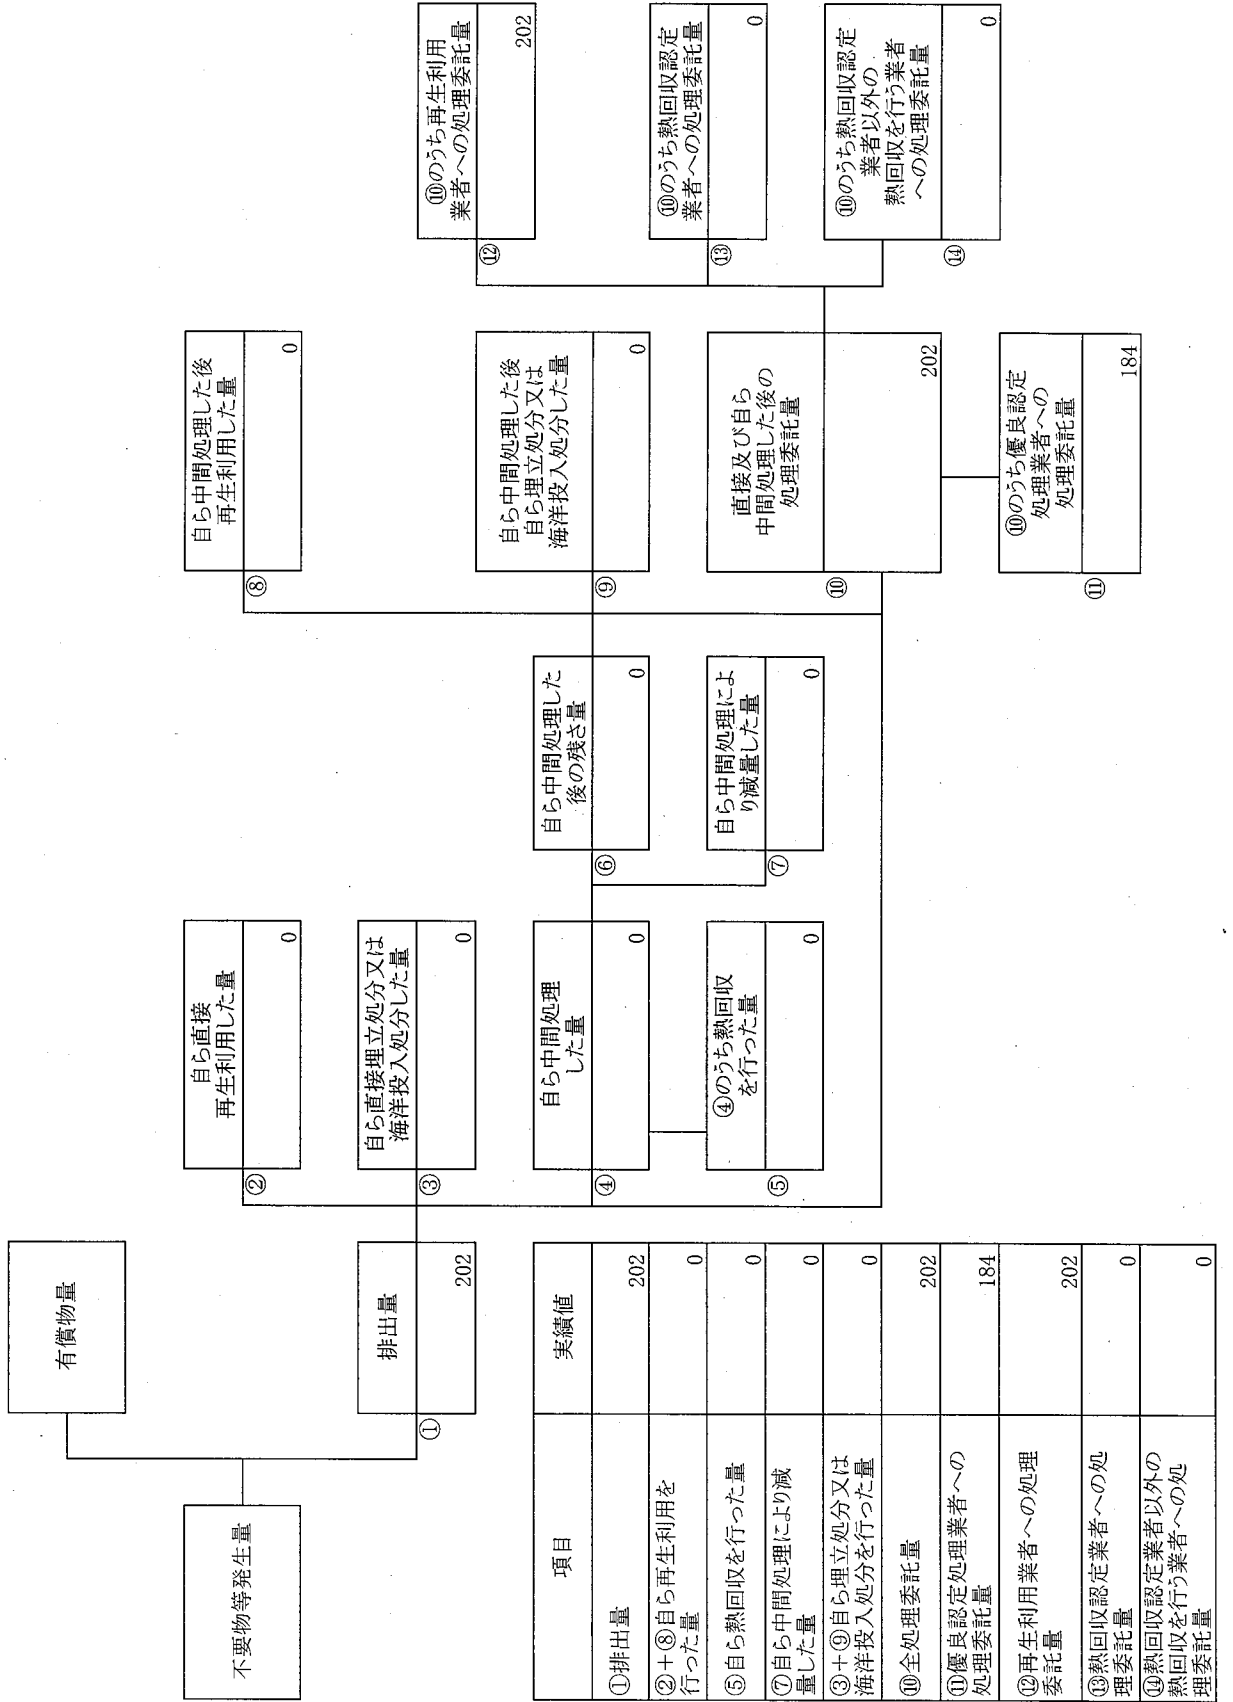 有償物量
不要物等発生量
①
排出量
202
②
自ら直接
再生利用した量
0
③
自ら直接埋立処分又は
海洋投入処分した量
0
④
自ら中間処理
した量
0
⑤
④のうち熱回収
を行った量
0
⑥
自ら中間処理した
後の残さ量
0
⑦
自ら中間処理によ
り減量した量
0
⑧
自ら中間処理した後
再生利用した量
0
⑨
自ら中間処理した後
自ら埋立処分又は
海洋投入処分した量
0
⑩
直接及び自ら
中間処理した後の
処理委託量
202
⑪
⑩のうち優良認定
処理業者への
処理委託量
184
⑫
⑩のうち再生利用
業者への処理委託量
202
⑬
⑩のうち熱回収認定
業者への処理委託量
0
⑭
⑩のうち熱回収認定
業者以外の
熱回収を行う業者
への処理委託量
0
項目 実績値
①排出量 202
②+⑧自ら再生利用を
行った量 0
⑤自ら熱回収を行った量 0
⑦自ら中間処理により減
量した量 0
③+⑨自ら埋立処分又は
海洋投入処分を行った量 0
⑩全処理委託量 202
⑪優良認定処理業者への
処理委託量 184
⑫再生利用業者への処理
委託量 202
⑬熱回収認定業者への処
理委託量 0
⑭熱回収認定業者以外の
熱回収を行う業者への処
理委託量 0